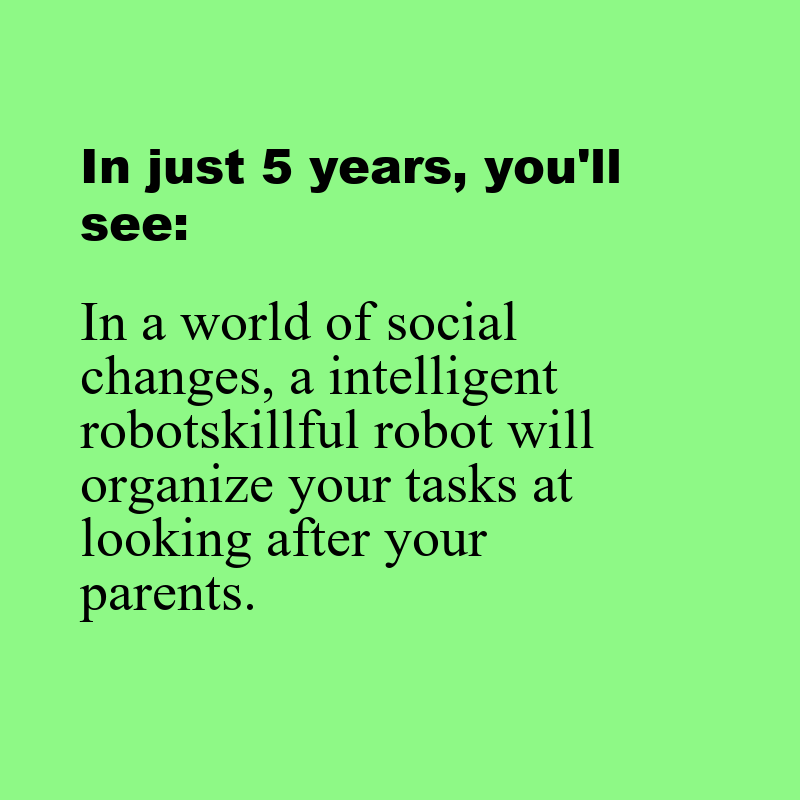 In just 5 years, you'll
see:
In a world of social
changes, a intelligent
robotskillful robot will
organize your tasks at
looking after your
parents.